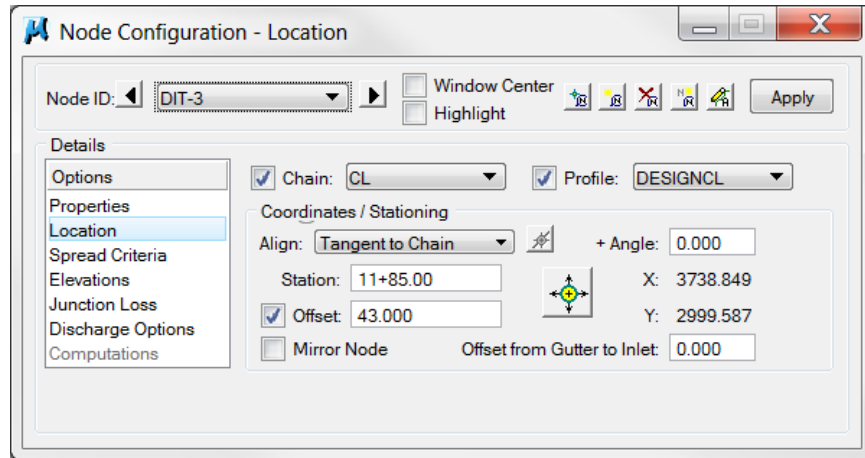 Node Configuration - Location
Node ID: DIT-3 Window Center Apply
Highlight
Details
Options Chain: CL Profile: DESIGNCL
Properties Coordinates / Stationing
Location Align: Tangent to Chain + Angle: 0.000
Spread Criteria
Elevations Station: 11+85.00 X: 3738.849
Junction Loss Offset: 43.000 Y: 2999.587
Discharge Options
Computations Mirror Node Offset from Gutter to Inlet: 0.000